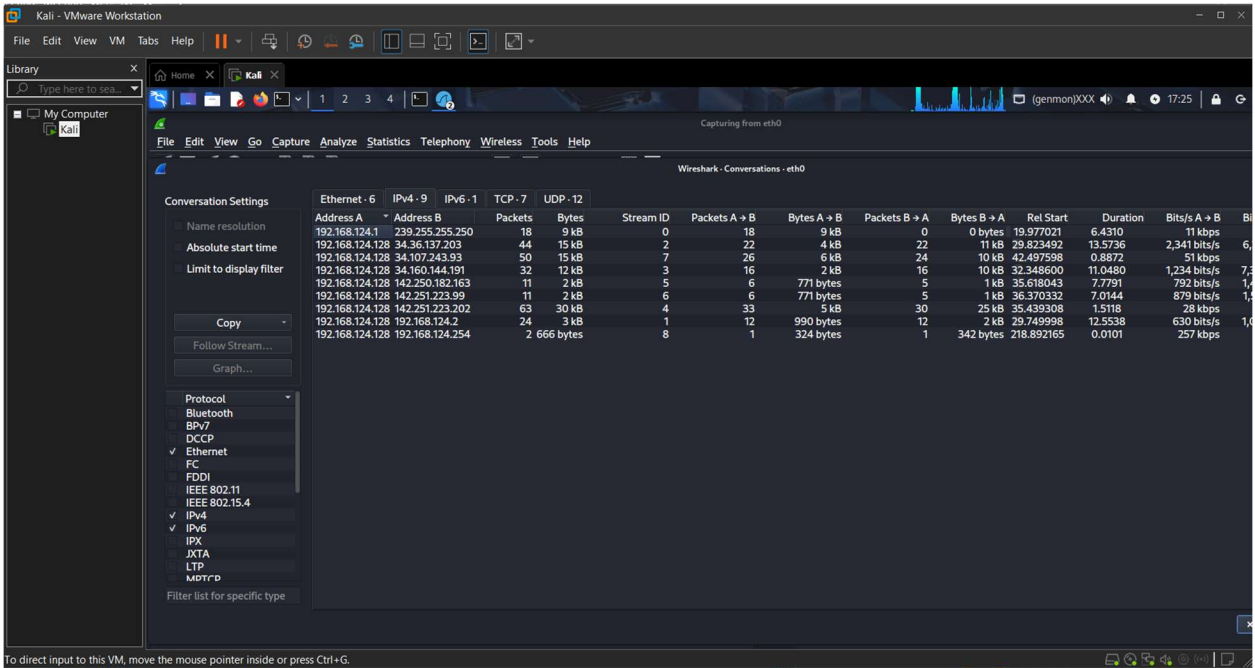 Kali - VMware Workstation
File Edit View VM Tabs Help
Library X
Type here to sea...
My Computer
Kali
Home X Kali X
1 2 3 4 2 (genmon)XXX 17:25
Capturing from eth0
File Edit View Go Capture Analyze Statistics Telephony Wireless Tools Help
Wireshark · Conversations · eth0
Conversation Settings
Name resolution
Absolute start time
Limit to display filter
Copy
Follow Stream...
Graph...
Protocol
Bluetooth
BPv7
DCCP
Ethernet
FC
FDDI
IEEE 802.11
IEEE 802.15.4
IPv4
IPv6
IPX
JXTA
LTP
MPTCP
Filter list for specific type
Ethernet · 6 IPv4 · 9 IPv6 · 1 TCP · 7 UDP · 12
Address A Address B Packets Bytes Stream ID Packets A → B Bytes A → B Packets B → A Bytes B → A Rel Start Duration Bits/s A → B Bi
192.168.124.1 239.255.255.250 18 9 kB 0 18 9 kB 0 0 bytes 19.977021 6.4310 11 kbps
192.168.124.128 34.36.137.203 44 15 kB 2 22 4 kB 22 11 kB 29.823492 13.5736 2,341 bits/s 6,
192.168.124.128 34.107.243.93 50 15 kB 7 26 6 kB 24 10 kB 42.497598 0.8872 51 kbps
192.168.124.128 34.160.144.191 32 12 kB 3 16 2 kB 16 10 kB 32.348600 11.0480 1,234 bits/s 7,3
192.168.124.128 142.250.182.163 11 2 kB 5 6 771 bytes 5 1 kB 35.618043 7.7791 792 bits/s 1,4
192.168.124.128 142.251.223.99 11 2 kB 6 6 771 bytes 5 1 kB 36.370332 7.0144 879 bits/s 1,5
192.168.124.128 142.251.223.202 63 30 kB 4 33 5 kB 30 25 kB 35.439308 1.5118 28 kbps
192.168.124.128 192.168.124.2 24 3 kB 1 12 990 bytes 12 2 kB 29.749998 12.5538 630 bits/s 1,0
192.168.124.128 192.168.124.254 2 666 bytes 8 1 324 bytes 1 342 bytes 218.892165 0.0101 257 kbps
To direct input to this VM, move the mouse pointer inside or press Ctrl+G.